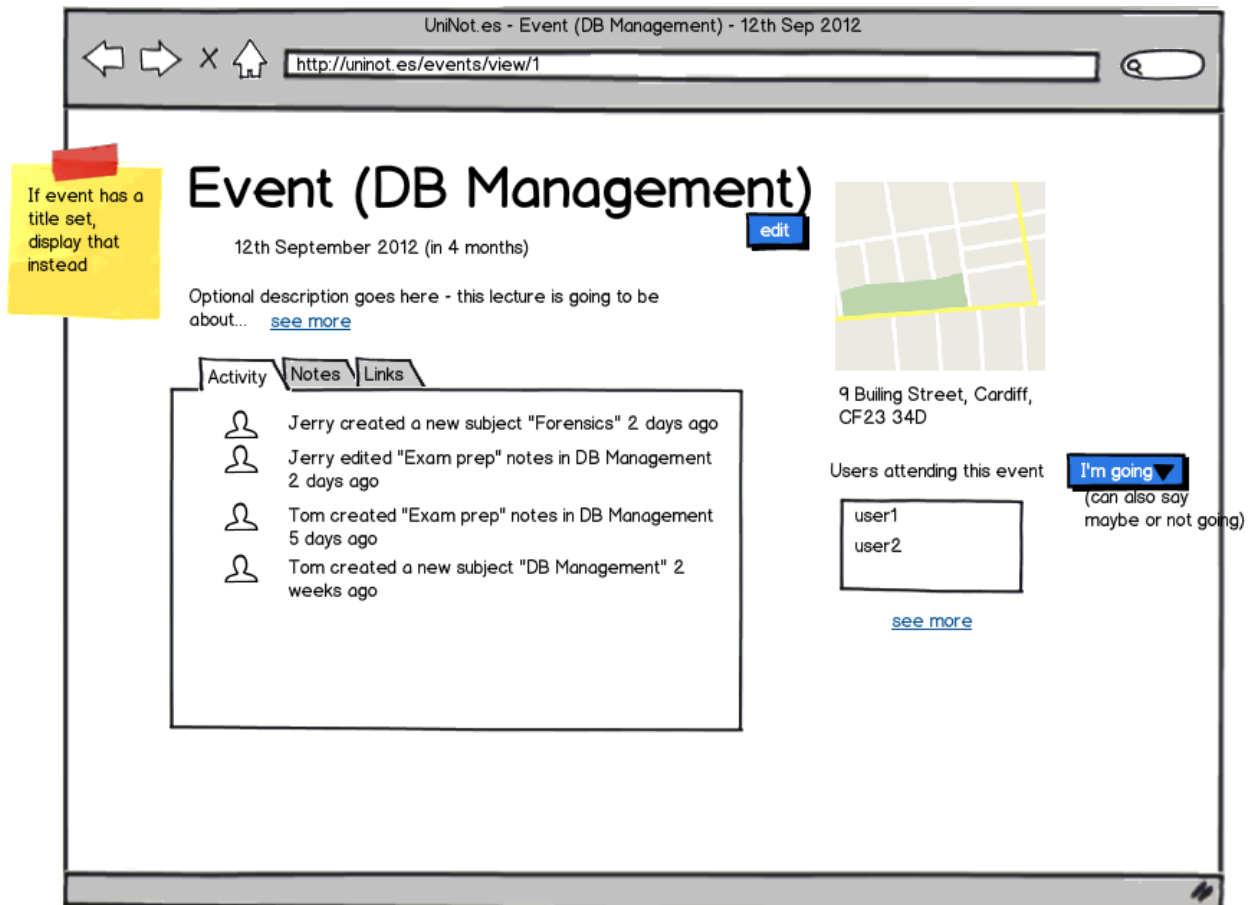 UniNot.es - Event (DB Management) - 12th Sep 2012
http://uninot.es/events/view/1
If event has a
title set,
display that
instead
Event (DB Management)
edit
12th September 2012 (in 4 months)
Optional description goes here - this lecture is going to be
about... see more
Activity Notes Links
Jerry created a new subject "Forensics" 2 days ago
Jerry edited "Exam prep" notes in DB Management
2 days ago
Tom created "Exam prep" notes in DB Management
5 days ago
Tom created a new subject "DB Management" 2
weeks ago
9 Builing Street, Cardiff,
CF23 34D
Users attending this event
I'm going
(can also say
maybe or not going)
user1
user2
see more